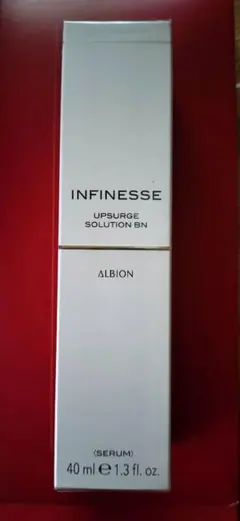 INFINESSE
UPSURGE
SOLUTION BN
ALBION
(SERUM)
40 ml ℮ 1.3 fl. oz.